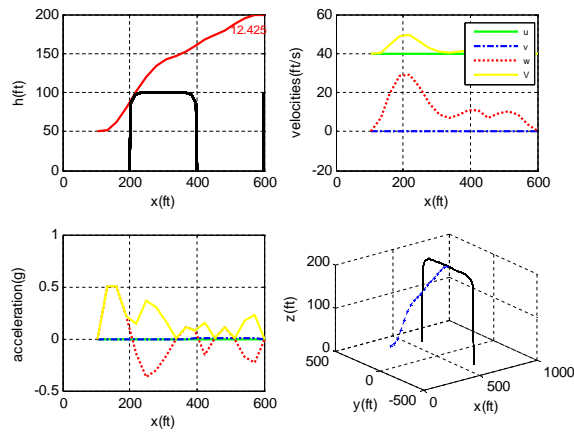 200
150
100
50
0
h(ft)
12.425
0
200
400
600
x(ft)
60
40
20
0
-20
velocities(ft/s)
u
v
w
V
0
200
400
600
x(ft)
1
0.5
0
-0.5
acceleration(g)
0
200
400
600
x(ft)
200
100
0
z(ft)
500
0
-500
y(ft)
0
500
1000
x(ft)